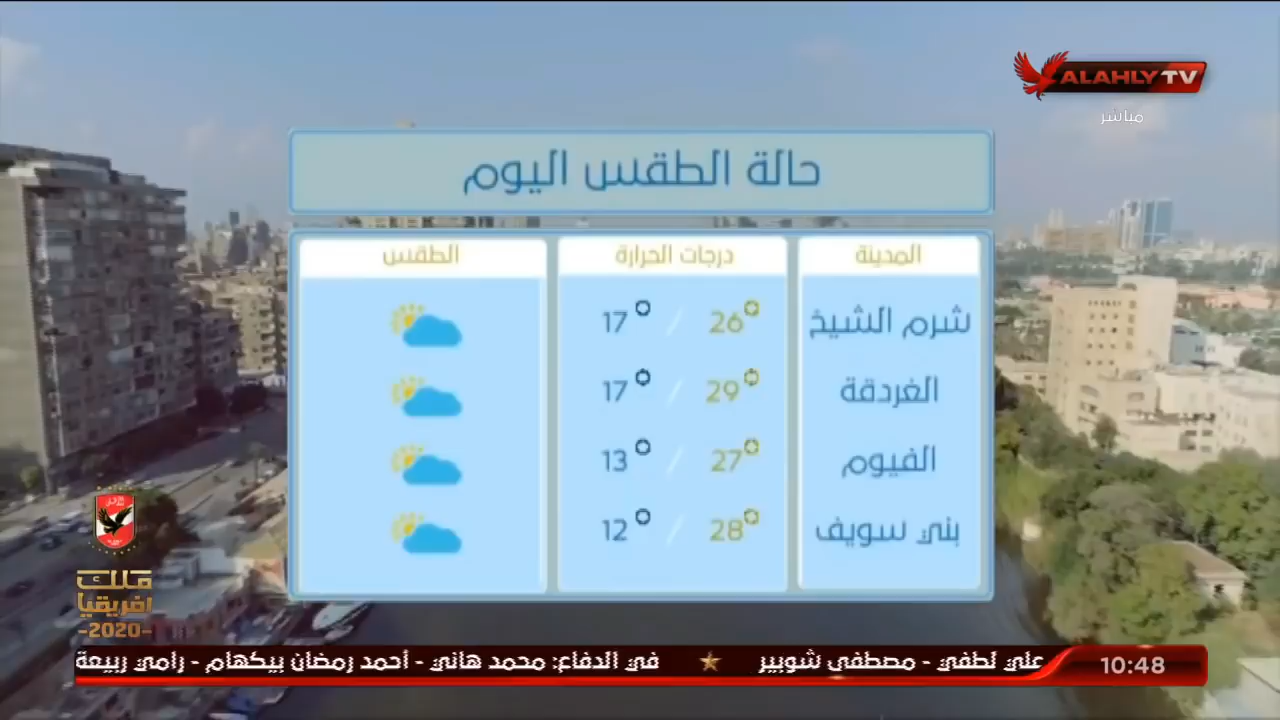 ALAHLY TV
مباشر
حالة الطقس اليوم
المدينة درجات الحرارة الطقس
شرم الشيخ 26° / 17°
الغردقة 29° / 17°
الفيوم 27° / 13°
بني سويف 28° / 12°
ملك
افريقيا
-2020-
10:48 علي لطفي - مصطفى شوبير ★ في الدفاع: محمد هاني - أحمد رمضان بيكهام - رامي ربيعة